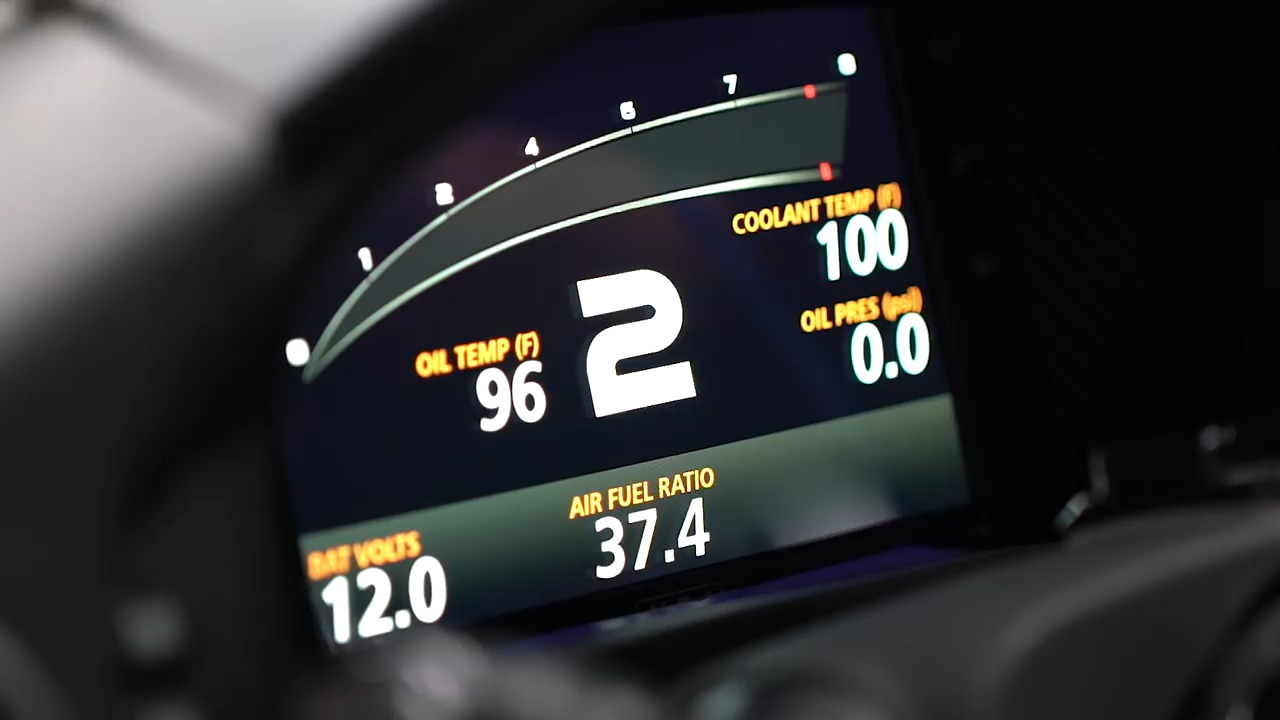 0 1 2 4 5 7 8
COOLANT TEMP (F)
100
OIL PRES (psi)
0.0
OIL TEMP (F)
96
2
AIR FUEL RATIO
37.4
BAT VOLTS
12.0